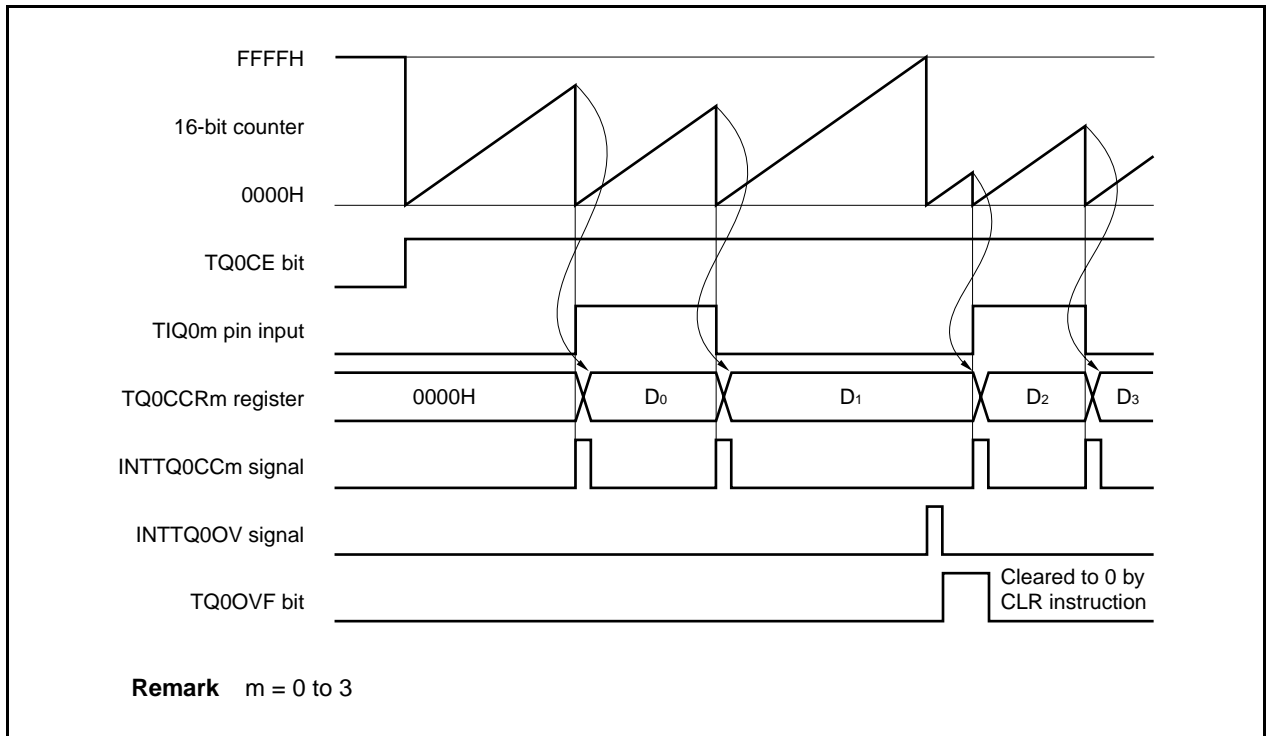 FFFFH
16-bit counter
0000H
TQ0CE bit
TIQ0m pin input
TQ0CCRm register
0000H
D0
D1
D2
D3
INTTQ0CCm signal
INTTQ0OV signal
TQ0OVF bit
Cleared to 0 by
CLR instruction
Remark m = 0 to 3